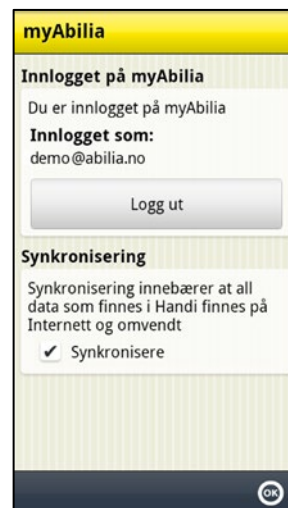 myAbilia
Innlogget på myAbilia
Du er innlogget på myAbilia
Innlogget som:
demo@abilia.no
Logg ut
Synkronisering
Synkronisering innebærer at all
data som finnes i Handi finnes på
Internett og omvendt
Synkronisere
OK